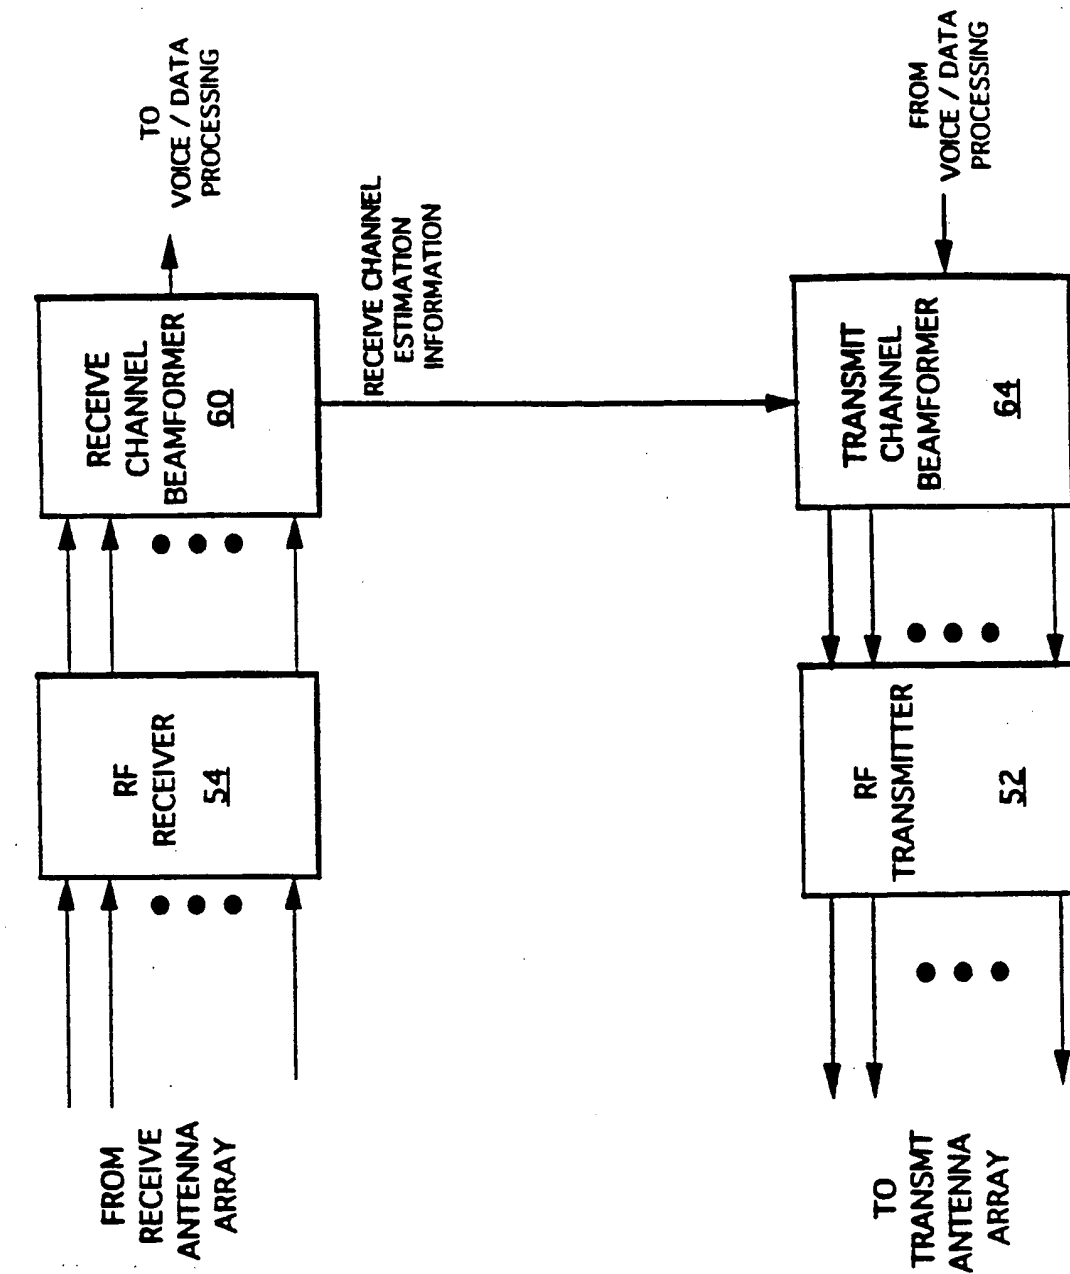 FROM
RECEIVE
ANTENNA
ARRAY
RF
RECEIVER
54
RECEIVE
CHANNEL
BEAMFORMER
60
TO
VOICE / DATA
PROCESSING
RECEIVE CHANNEL
ESTIMATION
INFORMATION
TO
TRANSMT
ANTENNA
ARRAY
RF
TRANSMITTER
52
TRANSMIT
CHANNEL
BEAMFORMER
64
FROM
VOICE / DATA
PROCESSING